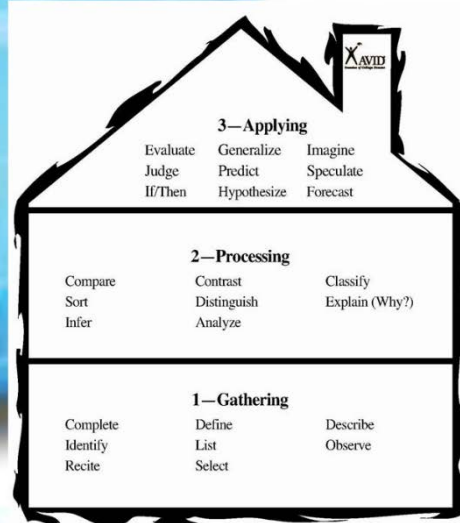 AVID
3—Applying
Evaluate Generalize Imagine
Judge Predict Speculate
If/Then Hypothesize Forecast
2—Processing
Compare Contrast Classify
Sort Distinguish Explain (Why?)
Infer Analyze
1—Gathering
Complete Define Describe
Identify List Observe
Recite Select